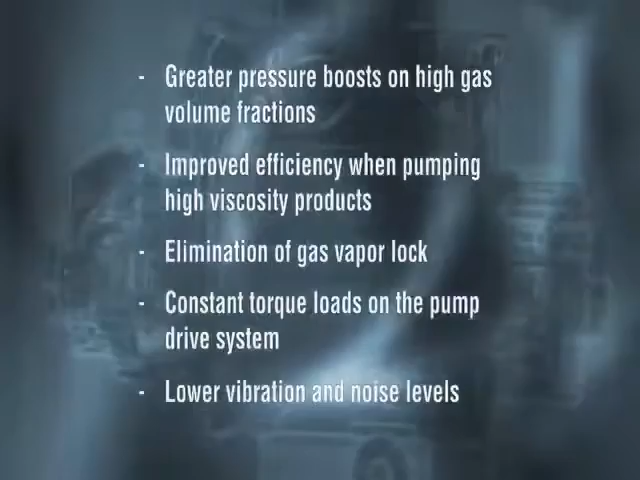 - Greater pressure boosts on high gas
volume fractions
- Improved efficiency when pumping
high viscosity products
- Elimination of gas vapor lock
- Constant torque loads on the pump
drive system
- Lower vibration and noise levels